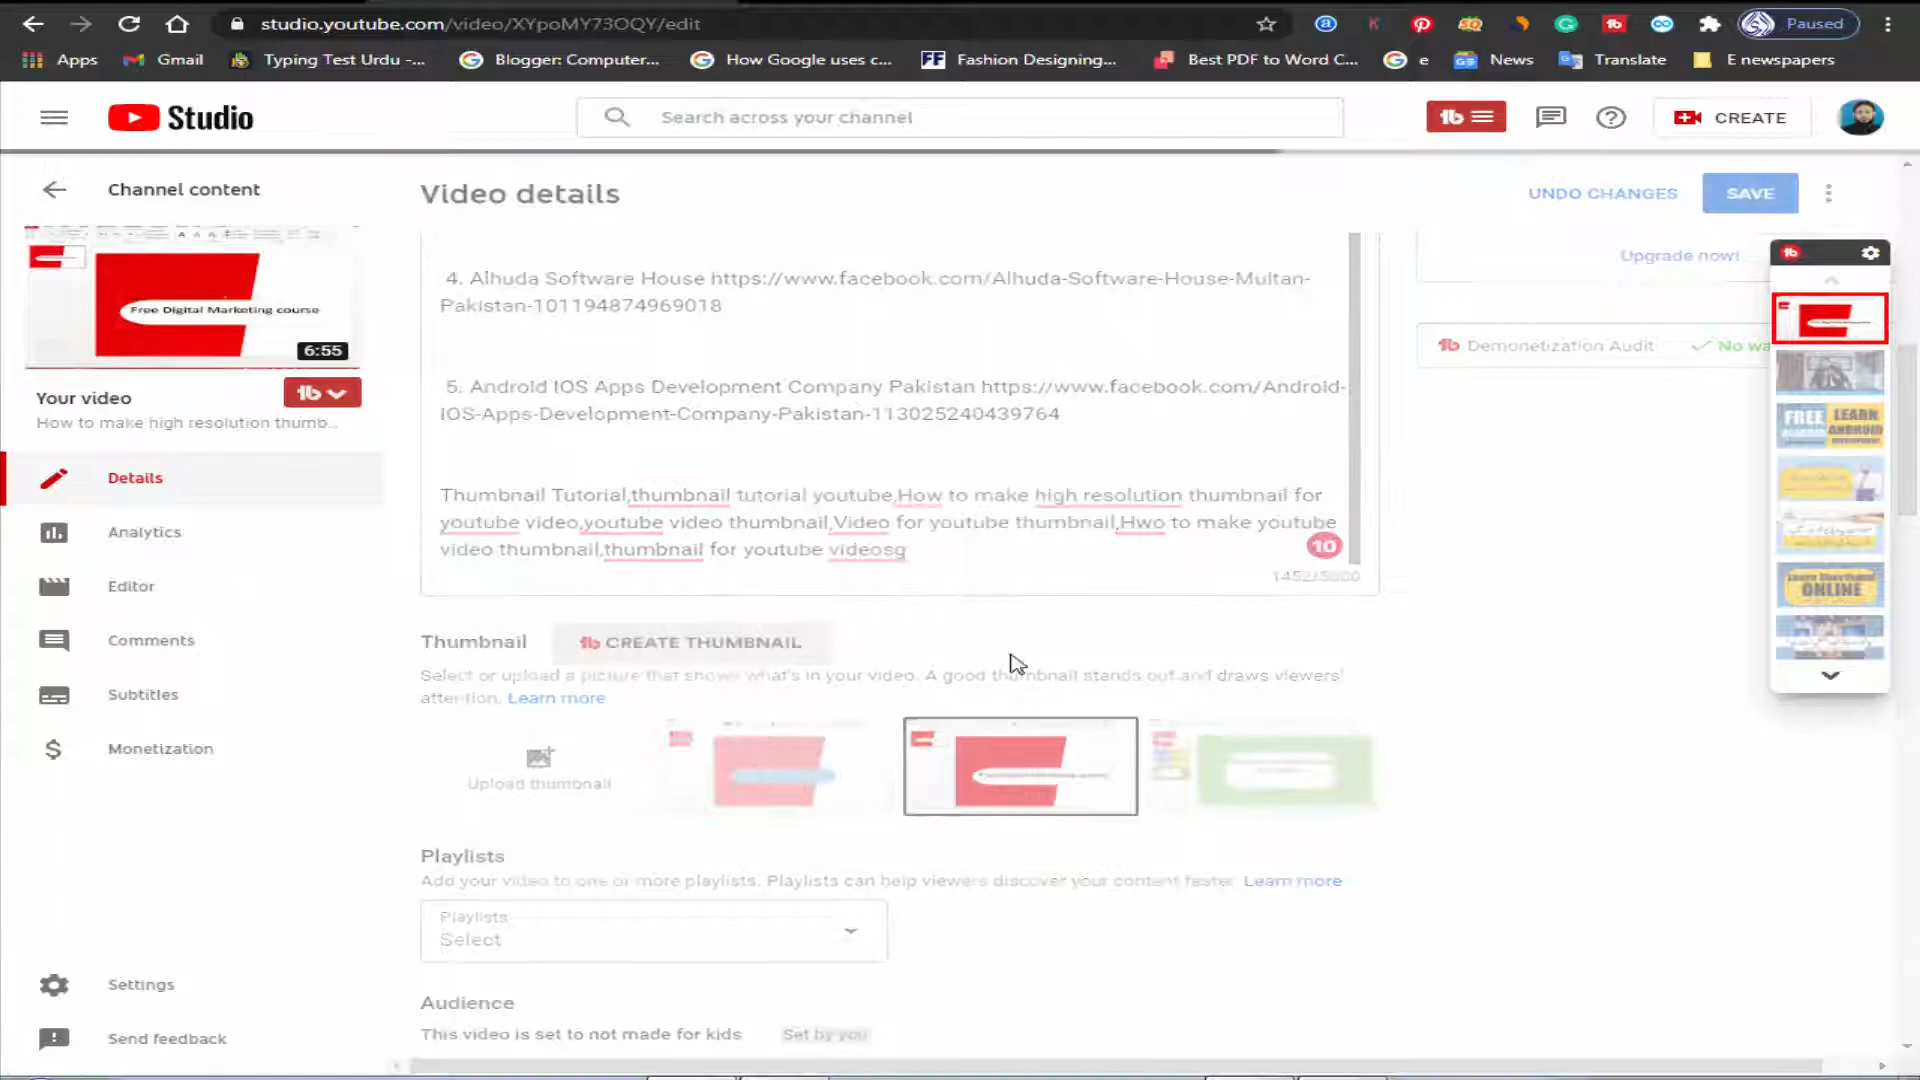 studio.youtube.com/video/XYpoMY73OQY/edit
Paused
Apps
Gmail
Typing Test Urdu -...
Blogger: Computer...
How Google uses c...
FF
Fashion Designing...
Best PDF to Word C...
e
News
Translate
E newspapers
Studio
Search across your channel
CREATE
Channel content
Video details
UNDO CHANGES
SAVE
Upgrade now!
4. Alhuda Software House https://www.facebook.com/Alhuda-Software-House-Multan-
Pakistan-101194874969018
Free Digital Marketing course
6:55
Demonetization Audit
No wa
5. Android IOS Apps Development Company Pakistan https://www.facebook.com/Android-
IOS-Apps-Development-Company-Pakistan-113025240439764
Your video
How to make high resolution thumb...
FREE LEARN
ANDROID
Details
Thumbnail Tutorial,thumbnail tutorial youtube,How to make high resolution thumbnail for
youtube video,youtube video thumbnail,Video for youtube thumbnail,Hwo to make youtube
video thumbnail,thumbnail for youtube videosg
10
1452/5000
Analytics
Editor
ONLINE
Thumbnail
CREATE THUMBNAIL
Comments
Select or upload a picture that shows what's in your video. A good thumbnail stands out and draws viewers'
attention. Learn more
Subtitles
Monetization
Upload thumbnail
Playlists
Add your video to one or more playlists. Playlists can help viewers discover your content faster. Learn more
Playlists
Select
Settings
Audience
This video is set to not made for kids
Set by you
Send feedback